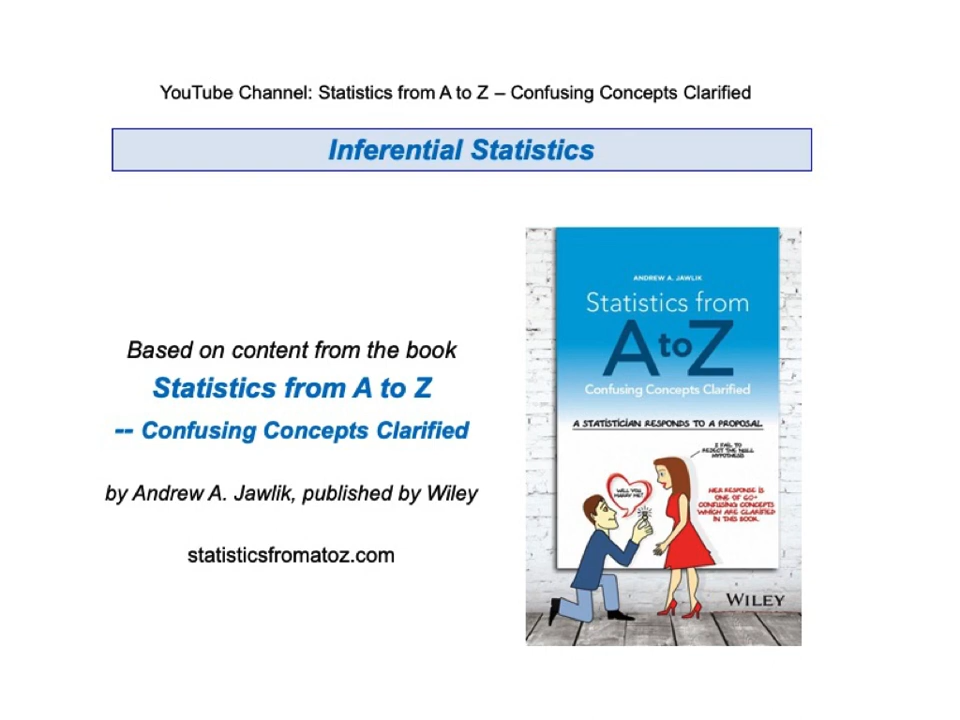 YouTube Channel: Statistics from A to Z – Confusing Concepts Clarified
Inferential Statistics
Based on content from the book
Statistics from A to Z
-- Confusing Concepts Clarified
by Andrew A. Jawlik, published by Wiley
statisticsfromatoz.com
ANDREW A. JAWLIK
Statistics from
A to Z
Confusing Concepts Clarified
A STATISTICIAN RESPONDS TO A PROPOSAL
I FAIL TO
REJECT THE NULL
HYPOTHESIS
WILL YOU
MARRY ME?
HER RESPONSE IS
ONE OF 60+
CONFUSING CONCEPTS
WHICH ARE CLARIFIED
IN THIS BOOK.
WILEY